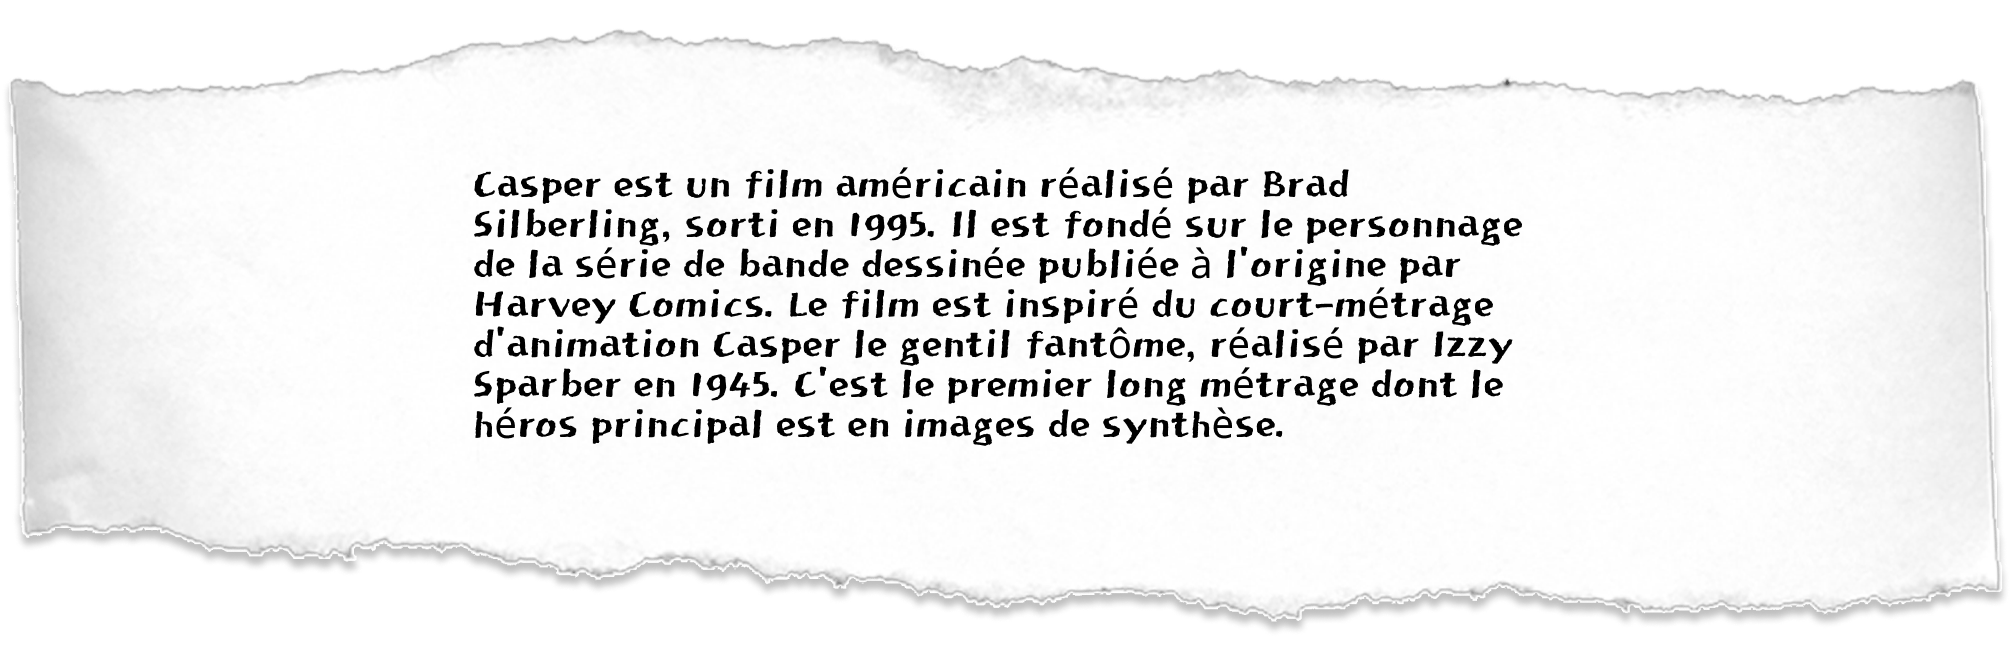 Casper est un film américain réalisé par Brad
Silberling, sorti en 1995. Il est fondé sur le personnage
de la série de bande dessinée publiée à l'origine par
Harvey Comics. Le film est inspiré du court-métrage
d'animation Casper le gentil fantôme, réalisé par Izzy
Sparber en 1945. C'est le premier long métrage dont le
héros principal est en images de synthèse.